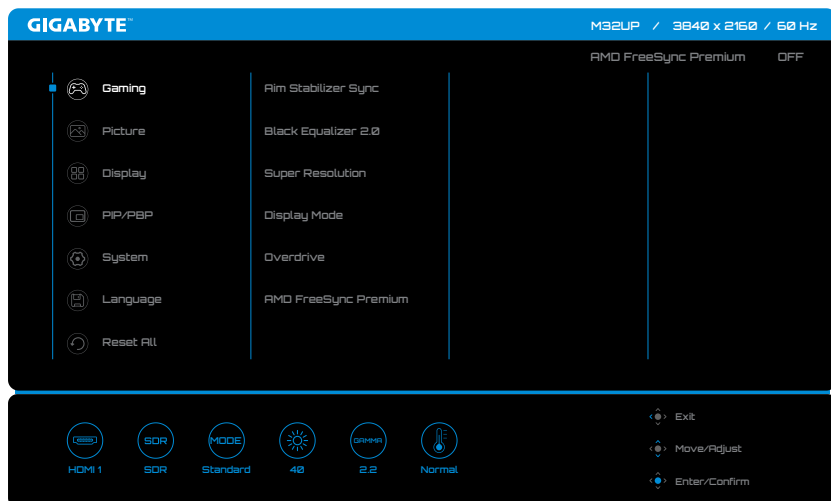 GIGABYTE™
M32UP / 3840 x 2160 / 60 Hz
AMD FreeSync Premium OFF
Gaming
Picture
Display
PIP/PBP
System
Language
Reset All
Aim Stabilizer Sync
Black Equalizer 2.0
Super Resolution
Display Mode
Overdrive
AMD FreeSync Premium
SDR
MODE
GAMMA
HDMI 1
SDR
Standard
40
2.2
Normal
Exit
Move/Adjust
Enter/Confirm